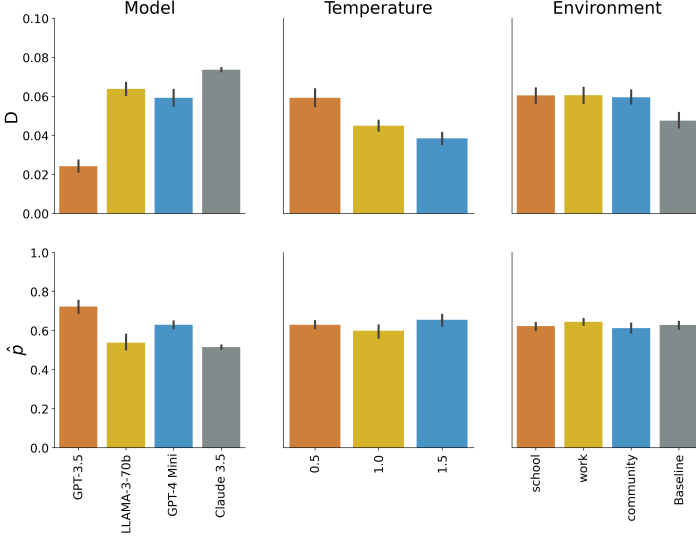 Model
Temperature
Environment
D
0.10
0.08
0.06
0.04
0.02
0.00
p̂
1.0
0.8
0.6
0.4
0.2
0.0
GPT-3.5
LLAMA-3-70b
GPT-4 Mini
Claude 3.5
0.5
1.0
1.5
school
work
community
Baseline